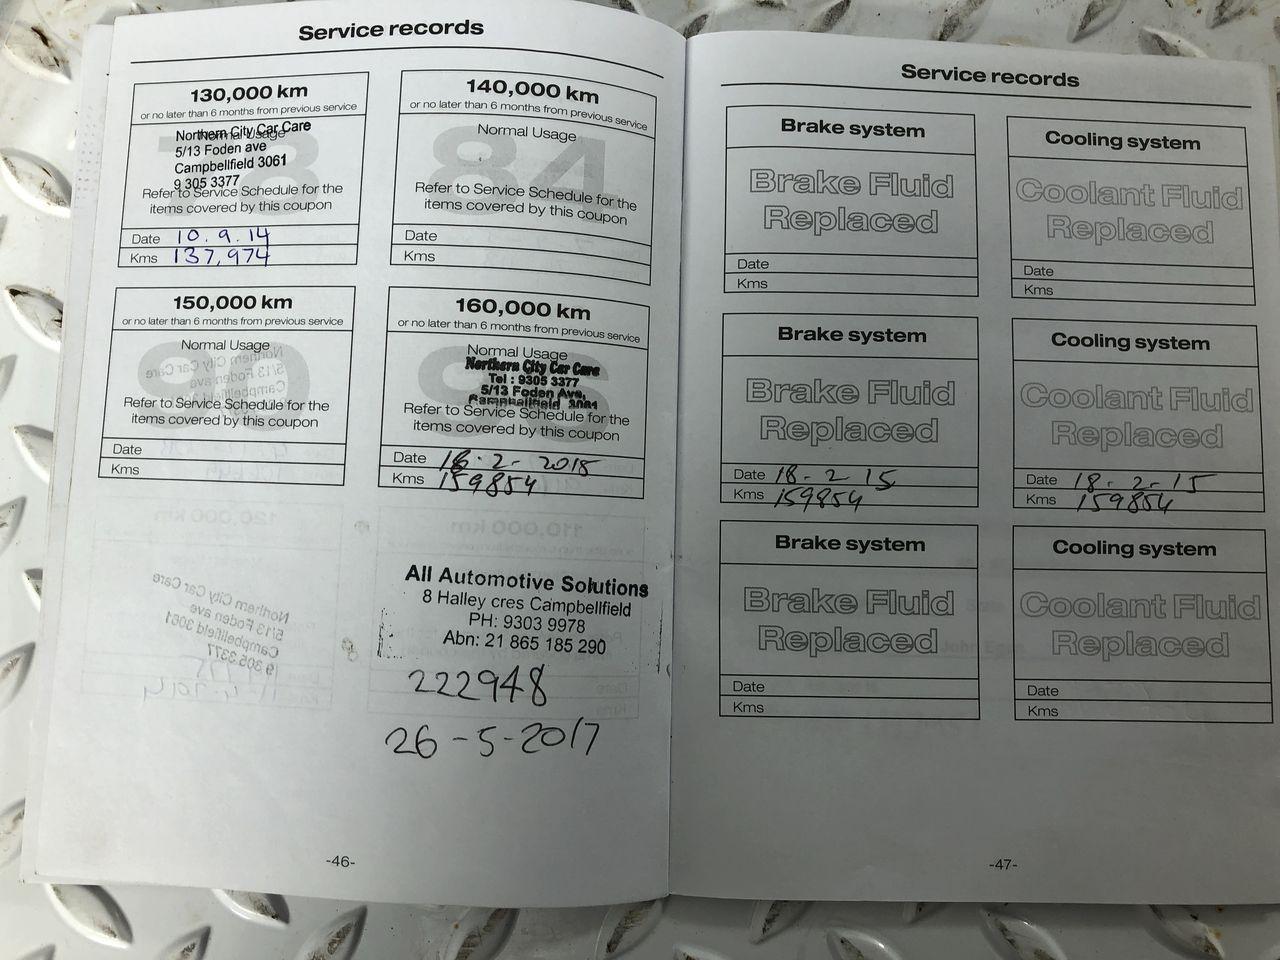 Service records
130,000 km
or no later than 6 months from previous service
Normal Usage
Northern City Car Care
5/13 Foden ave
Campbellfield 3061
9 305 3377
Refer to Service Schedule for the
items covered by this coupon
Date 10.9.14
Kms 137,974
140,000 km
or no later than 6 months from previous service
84
Normal Usage
Refer to Service Schedule for the
items covered by this coupon
Date
Kms
150,000 km
or no later than 6 months from previous service
90
Normal Usage
Refer to Service Schedule for the
items covered by this coupon
Date
Kms
160,000 km
or no later than 6 months from previous service
96
Normal Usage
Northern City Car Care
Tel : 9305 3377
5/13 Foden Ave,
Campbellfield 3061
Refer to Service Schedule for the
items covered by this coupon
Date 18-2-2015
Kms 159854
All Automotive Solutions
8 Halley cres Campbellfield
PH: 9303 9978
Abn: 21 865 185 290
222948
26-5-2017
-46-
Service records
Brake system
Brake Fluid
Replaced
Date
Kms
Cooling system
Coolant Fluid
Replaced
Date
Kms
Brake system
Brake Fluid
Replaced
Date 18-2 15
Kms 159854
Cooling system
Coolant Fluid
Replaced
Date 18-2-15
Kms 159854
Brake system
Brake Fluid
Replaced
Date
Kms
Cooling system
Coolant Fluid
Replaced
Date
Kms
-47-